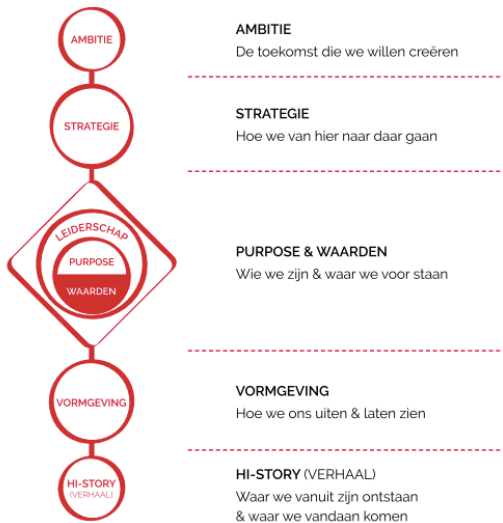 AMBITIE
AMBITIE
De toekomst die we willen creëren
STRATEGIE
STRATEGIE
Hoe we van hier naar daar gaan
LEIDERSCHAP
PURPOSE
WAARDEN
PURPOSE & WAARDEN
Wie we zijn & waar we voor staan
VORMGEVING
VORMGEVING
Hoe we ons uiten & laten zien
HI-STORY
(VERHAAL)
HI-STORY (VERHAAL)
Waar we vanuit zijn ontstaan
& waar we vandaan komen